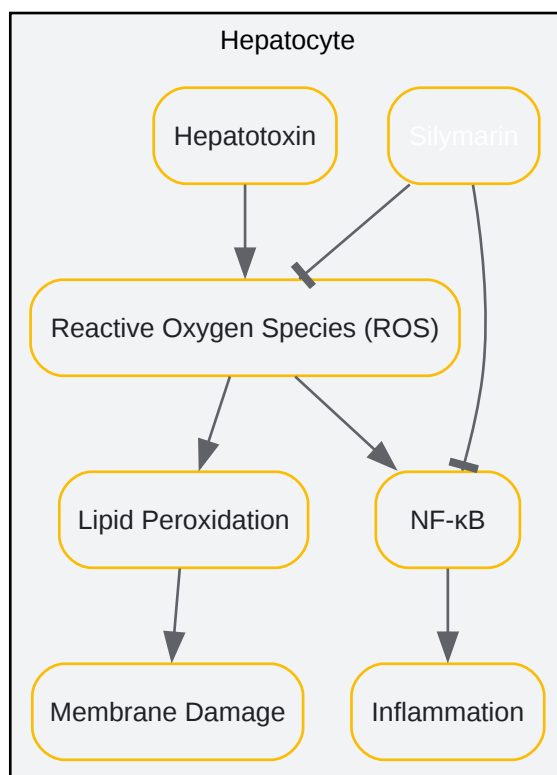 Hepatocyte
Hepatotoxin
Silymarin
Reactive Oxygen Species (ROS)
Lipid Peroxidation
NF-κB
Membrane Damage
Inflammation